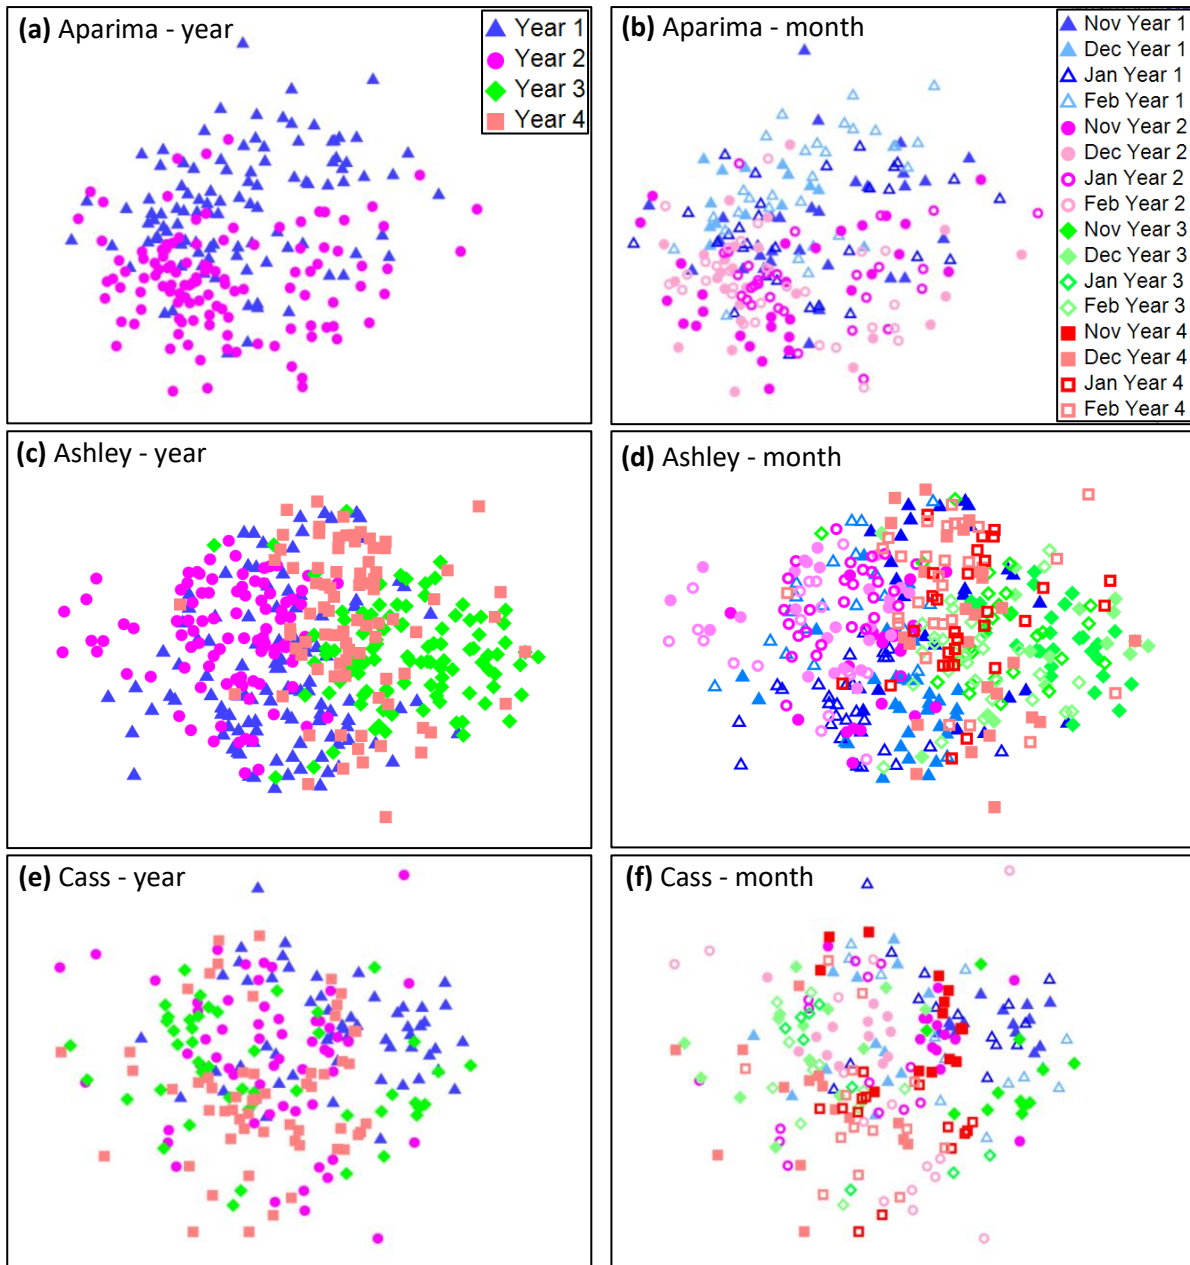 (a) Aparima - year
Year 1
Year 2
Year 3
Year 4
(b) Aparima - month
Nov Year 1
Dec Year 1
Jan Year 1
Feb Year 1
Nov Year 2
Dec Year 2
Jan Year 2
Feb Year 2
Nov Year 3
Dec Year 3
Jan Year 3
Feb Year 3
Nov Year 4
Dec Year 4
Jan Year 4
Feb Year 4
(c) Ashley - year
(d) Ashley - month
(e) Cass - year
(f) Cass - month